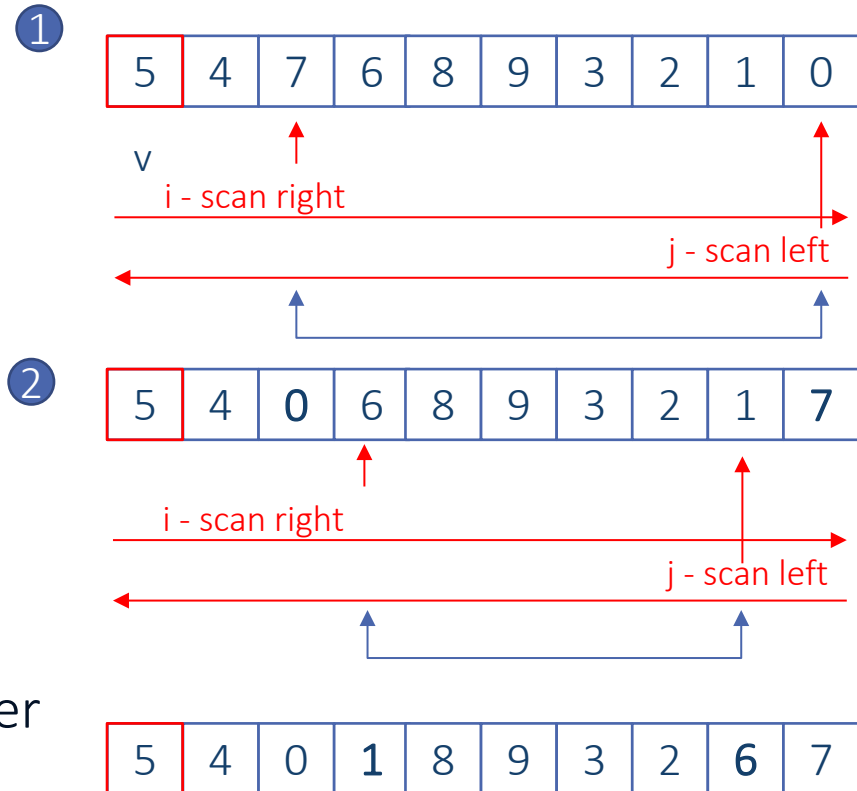 1
5 4 7 6 8 9 3 2 1 0
v
i - scan right
j - scan left
2
5 4 0 6 8 9 3 2 1 7
i - scan right
j - scan left
er
5 4 0 1 8 9 3 2 6 7